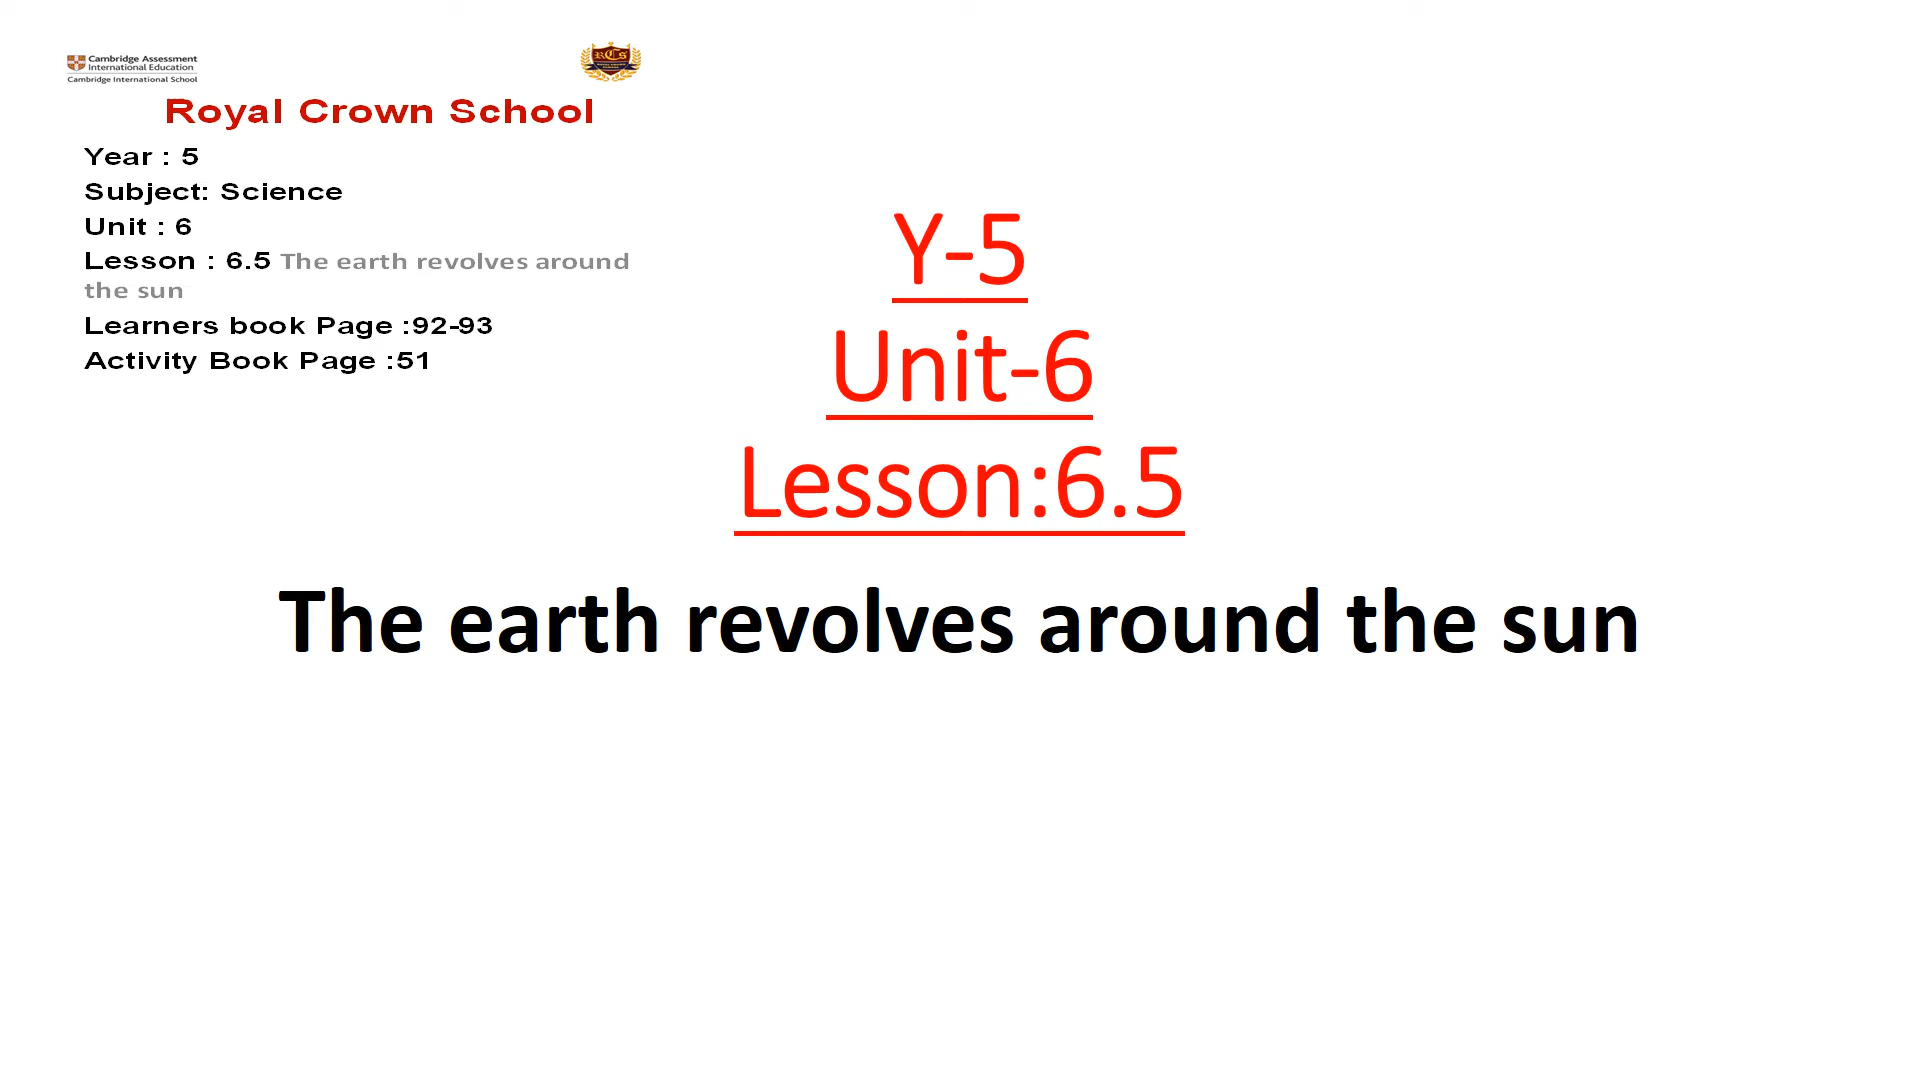 Cambridge Assessment
International Education
Cambridge International School
RCS
Royal Crown School
Year : 5
Subject: Science
Unit : 6
Lesson : 6.5 The earth revolves around
the sun
Learners book Page :92-93
Activity Book Page :51
Y-5
Unit-6
Lesson:6.5
The earth revolves around the sun